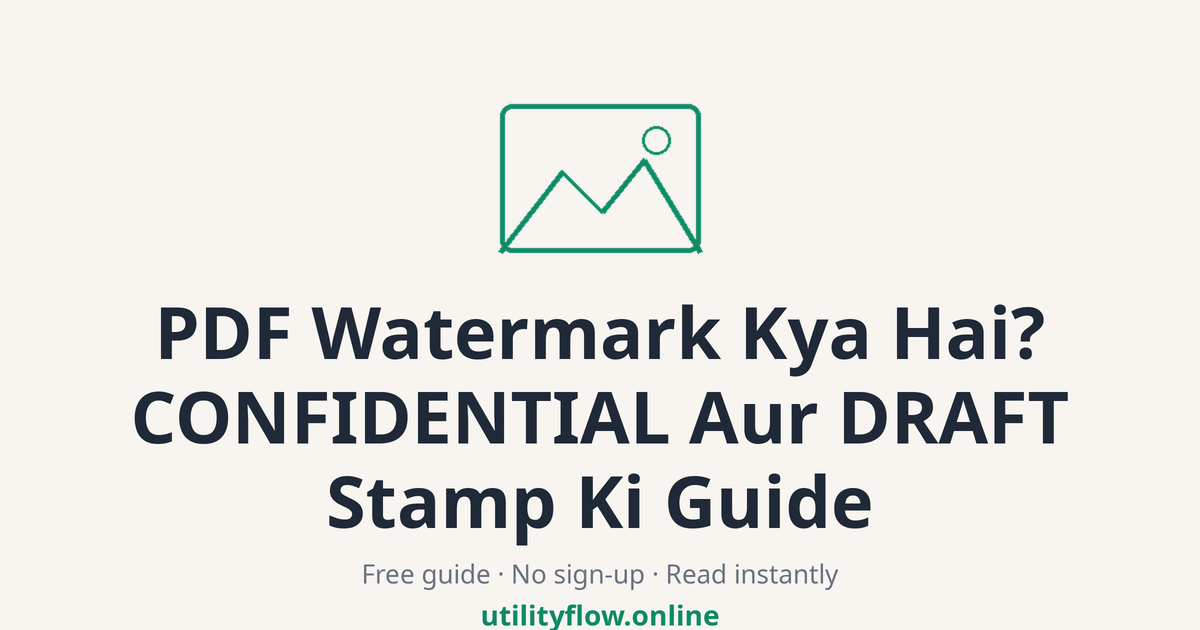 PDF Watermark Kya Hai?
CONFIDENTIAL Aur DRAFT
Stamp Ki Guide
Free guide · No sign-up · Read instantly
utilityflow.online